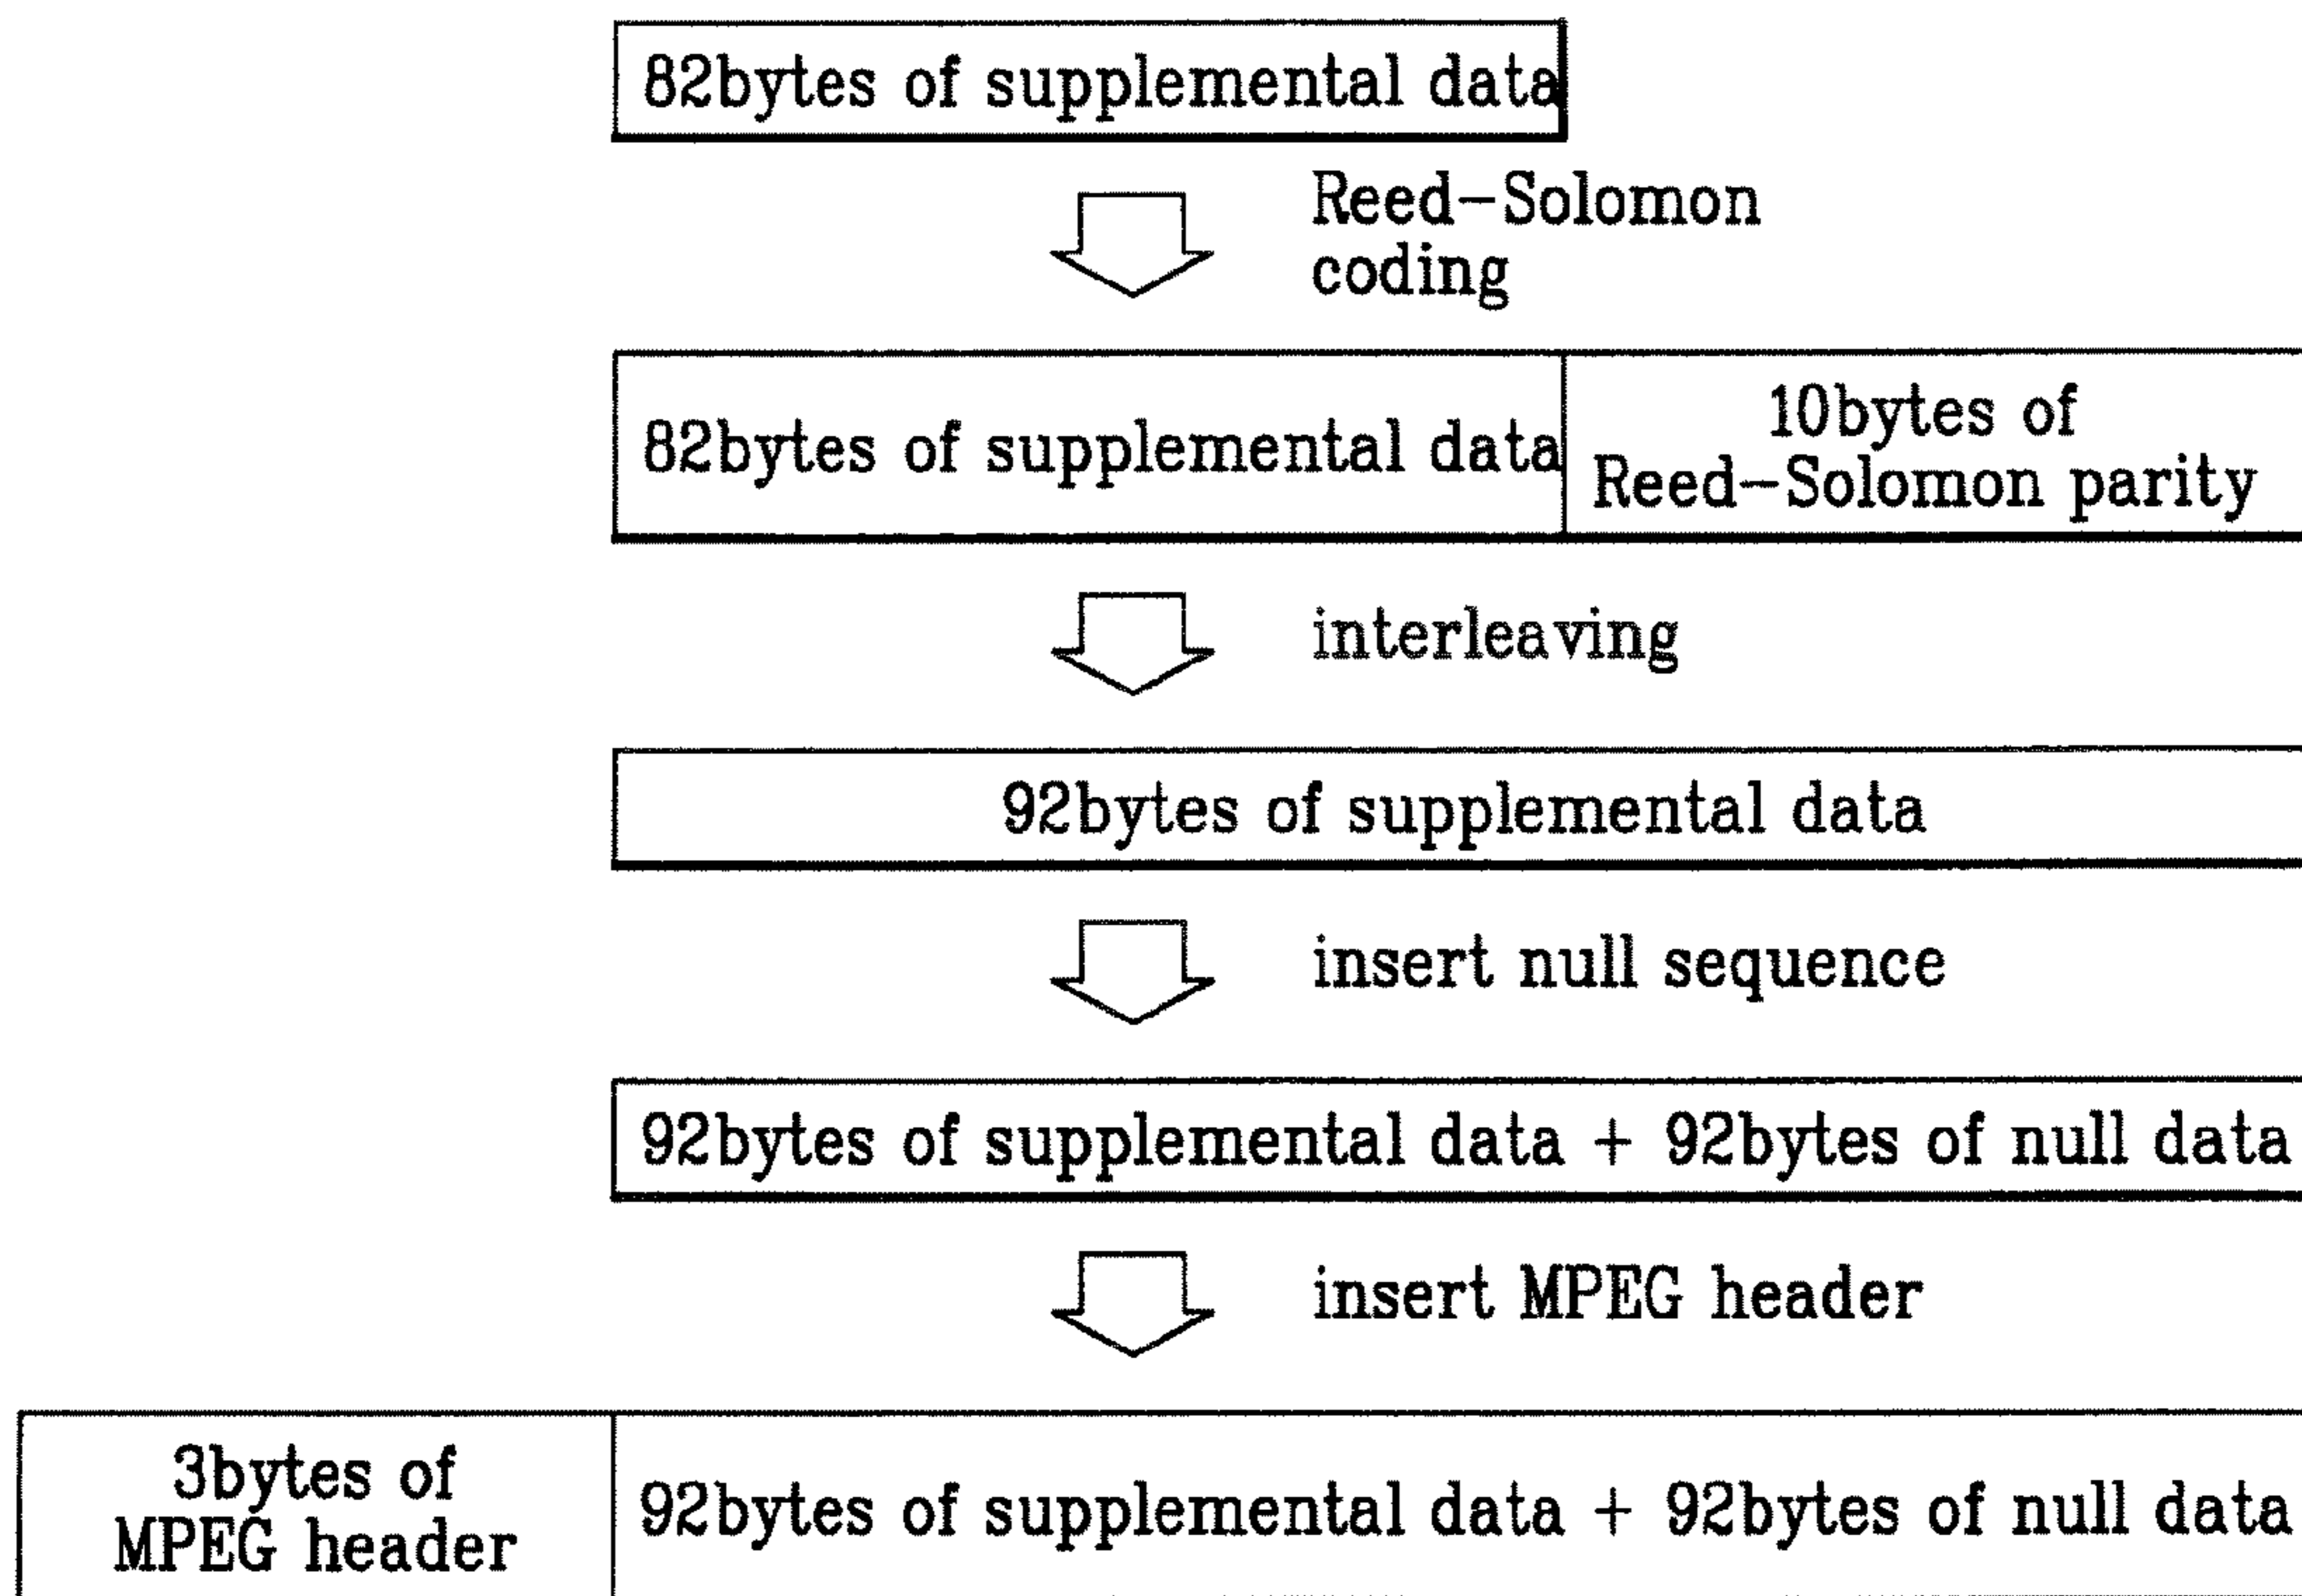 82bytes of supplemental data
Reed-Solomon
coding
82bytes of supplemental data
10bytes of
Reed-Solomon parity
interleaving
92bytes of supplemental data
insert null sequence
92bytes of supplemental data + 92bytes of null data
insert MPEG header
3bytes of
MPEG header
92bytes of supplemental data + 92bytes of null data